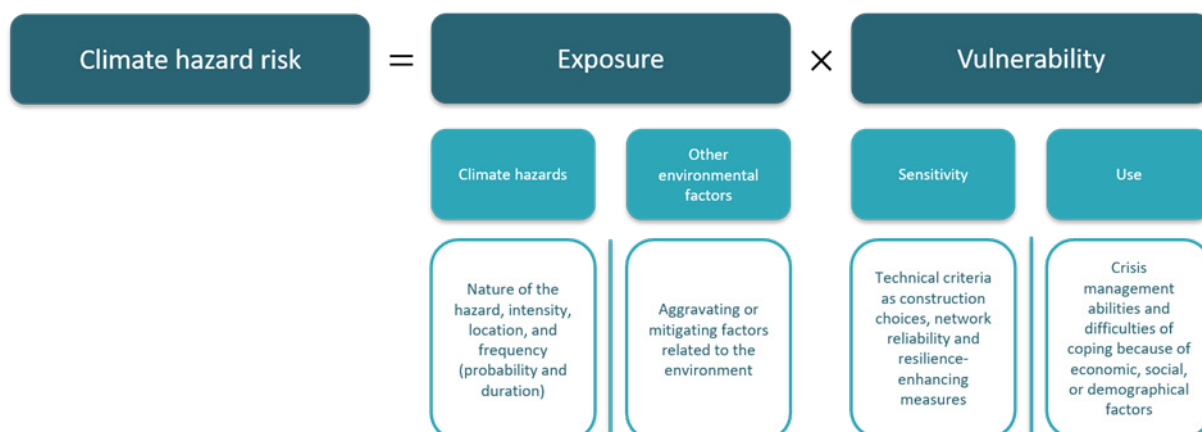 Climate hazard risk
=
Exposure
×
Vulnerability
Climate hazards
Other
environmental
factors
Sensitivity
Use
Nature of the
hazard, intensity,
location, and
frequency
(probability and
duration)
Aggravating or
mitigating factors
related to the
environment
Technical criteria
as construction
choices, network
reliability and
resilience-
enhancing
measures
Crisis
management
abilities and
difficulties of
coping because of
economic, social,
or demographical
factors